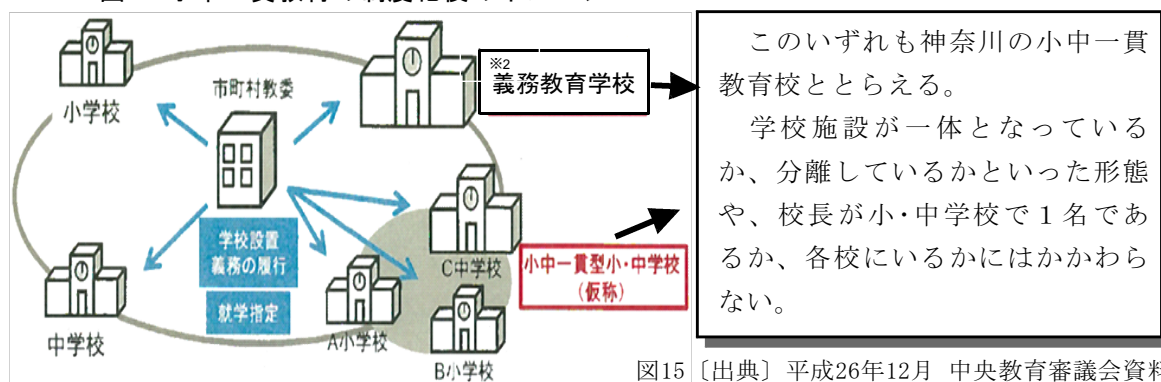 小学校
市町村教委
※2
義務教育学校
学校設置
義務の履行
就学指定
中学校
A小学校
B小学校
C中学校
小中一貫型小・中学校
(仮称)
このいずれも神奈川の小中一貫
教育校ととらえる。
学校施設が一体となっている
か、分離しているかといった形態
や、校長が小・中学校で1名であ
るか、各校にいるかにはかかわら
ない。
図15〔出典〕平成26年12月 中央教育審議会資料